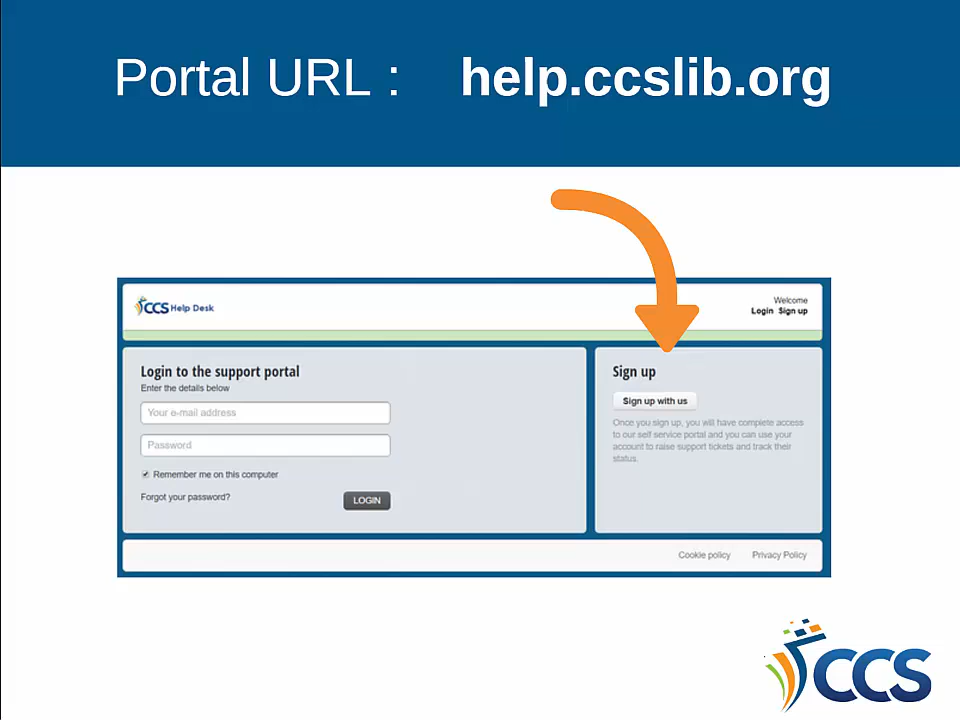 Portal URL :    help.ccslib.org
CCS Help Desk
Welcome
Login Sign up
Login to the support portal
Enter the details below
Your e-mail address
Password
Remember me on this computer
Forgot your password?
LOGIN
Sign up
Sign up with us
Once you sign up, you will have complete access
to our self service portal and you can use your
account to raise support tickets and track their
status.
Cookie policy
Privacy Policy
CCS